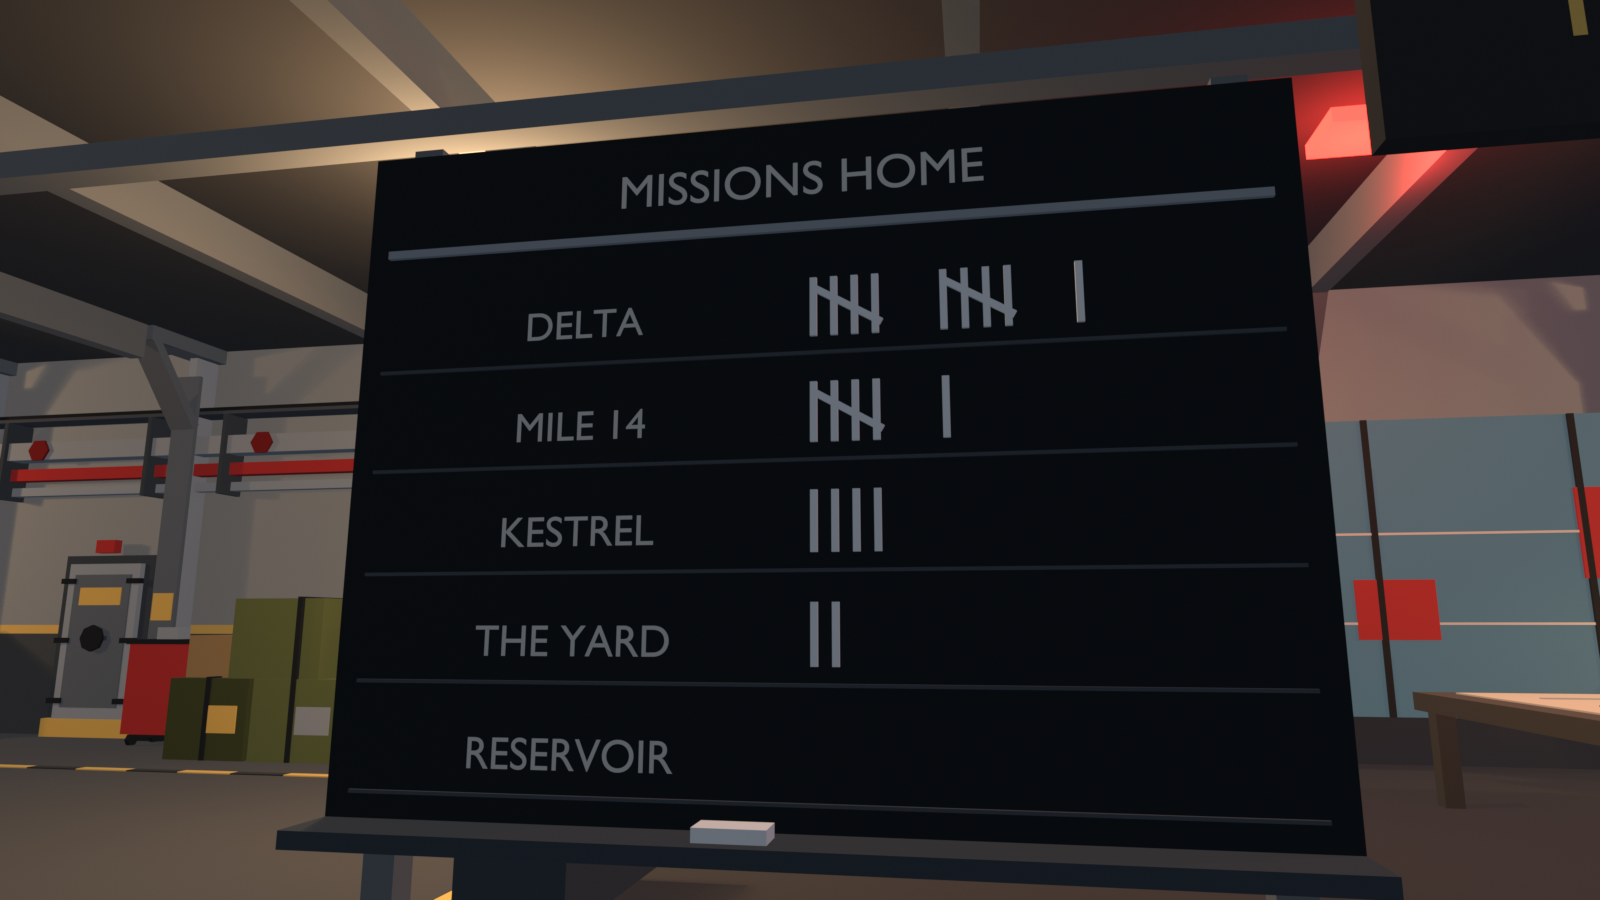 MISSIONS HOME
DELTA
MILE 14
KESTREL
THE YARD
RESERVOIR